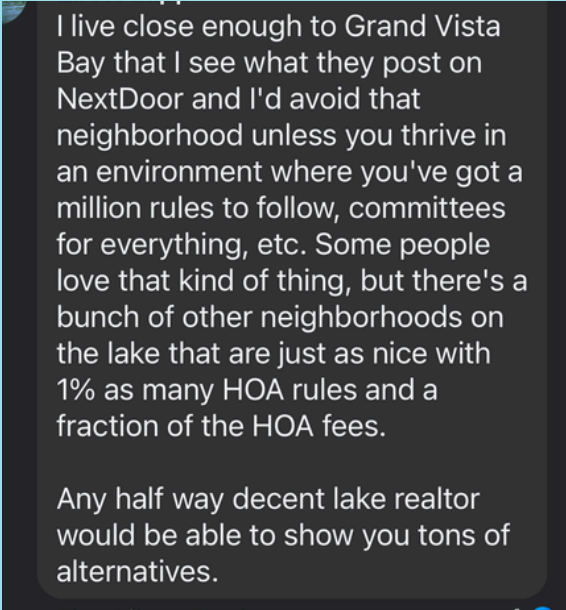 I live close enough to Grand Vista
Bay that I see what they post on
NextDoor and I'd avoid that
neighborhood unless you thrive in
an environment where you've got a
million rules to follow, committees
for everything, etc. Some people
love that kind of thing, but there's a
bunch of other neighborhoods on
the lake that are just as nice with
1% as many HOA rules and a
fraction of the HOA fees.

Any half way decent lake realtor
would be able to show you tons of
alternatives.